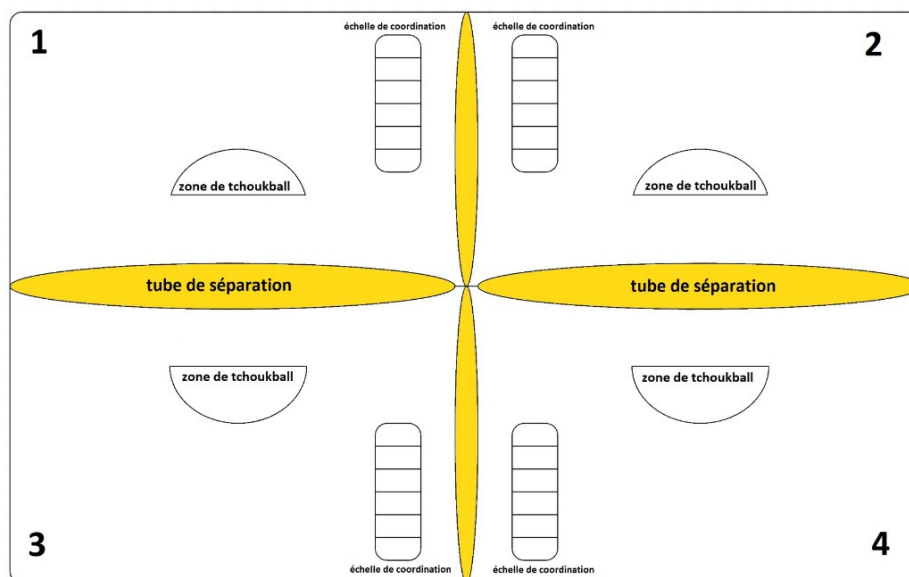 échelle de coordination
échelle de coordination
1
2
zone de tchoukball
zone de tchoukball
tube de séparation
tube de séparation
zone de tchoukball
zone de tchoukball
3
4
échelle de coordination
échelle de coordination